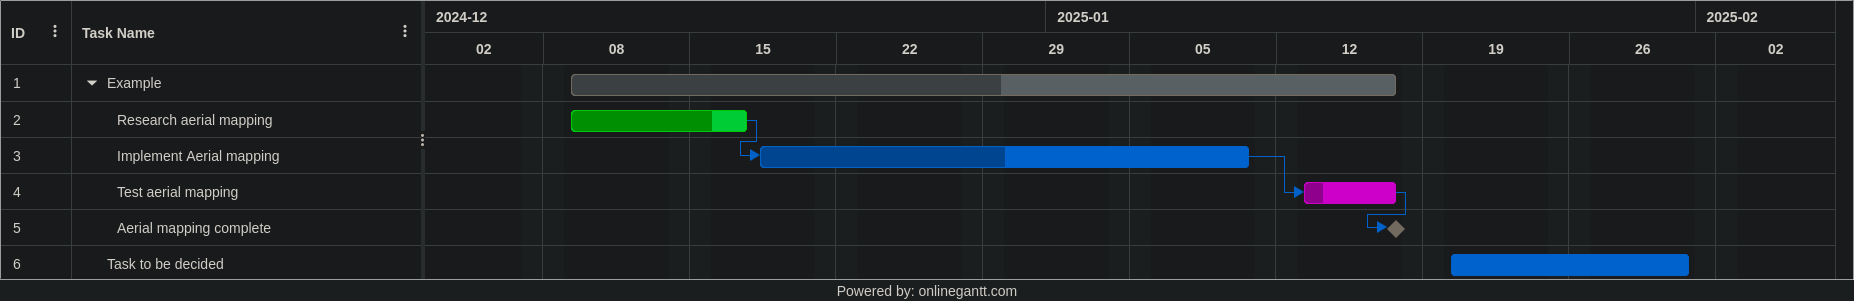 ID Task Name 2024-12 2025-01 2025-02
02 08 15 22 29 05 12 19 26 02
1 Example
2 Research aerial mapping
3 Implement Aerial mapping
4 Test aerial mapping
5 Aerial mapping complete
6 Task to be decided
Powered by: onlinegantt.com